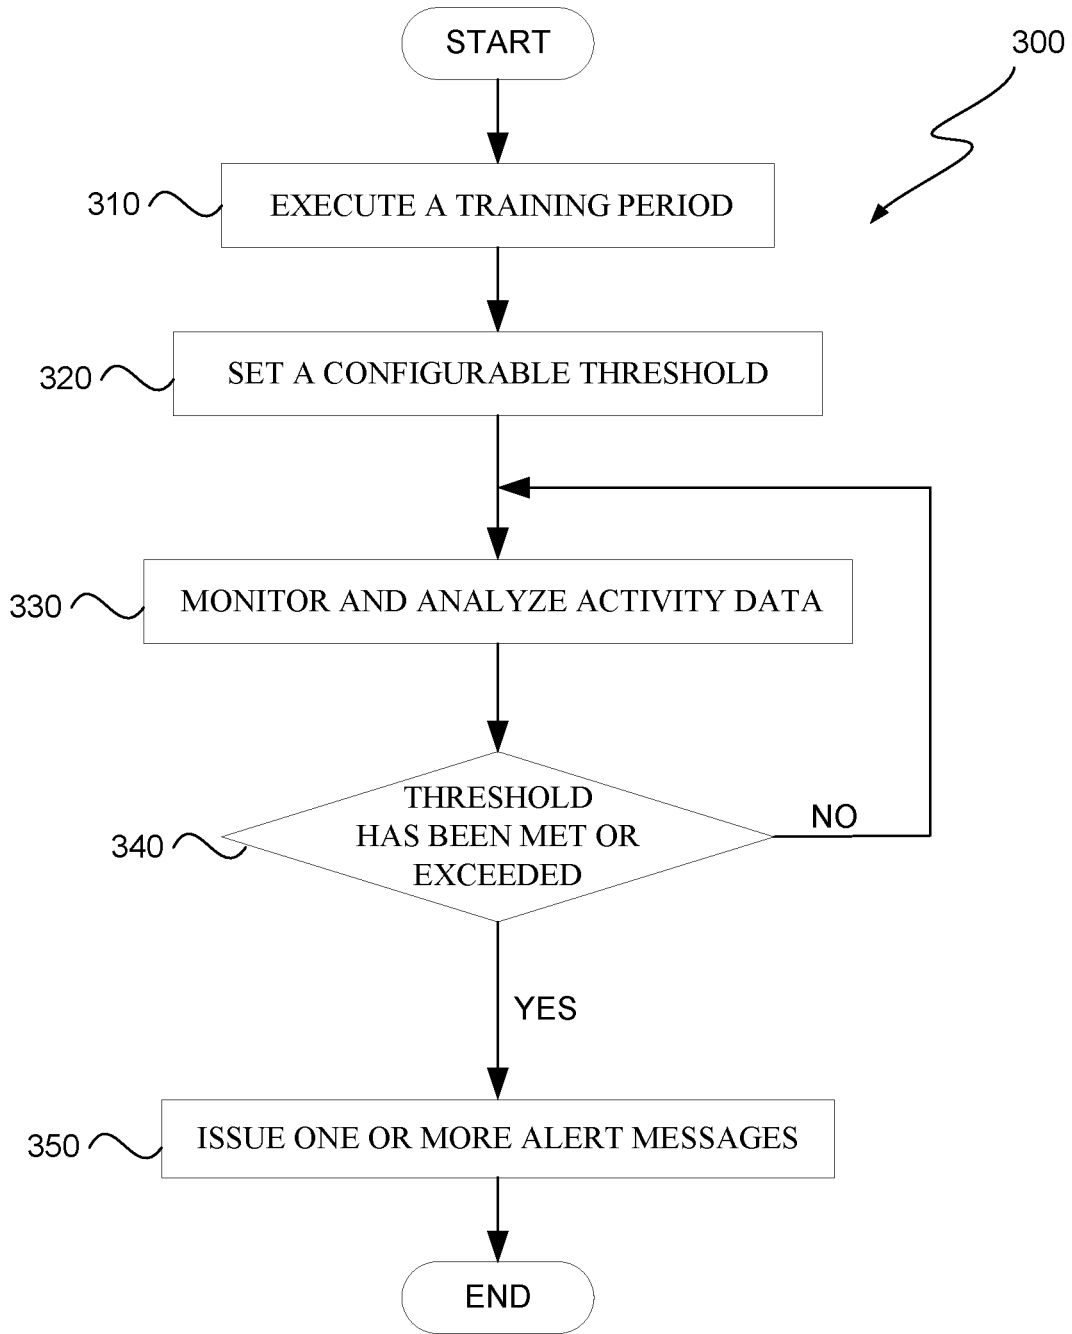 START
300
310
EXECUTE A TRAINING PERIOD
320
SET A CONFIGURABLE THRESHOLD
330
MONITOR AND ANALYZE ACTIVITY DATA
340
THRESHOLD
HAS BEEN MET OR
EXCEEDED
NO
YES
350
ISSUE ONE OR MORE ALERT MESSAGES
END